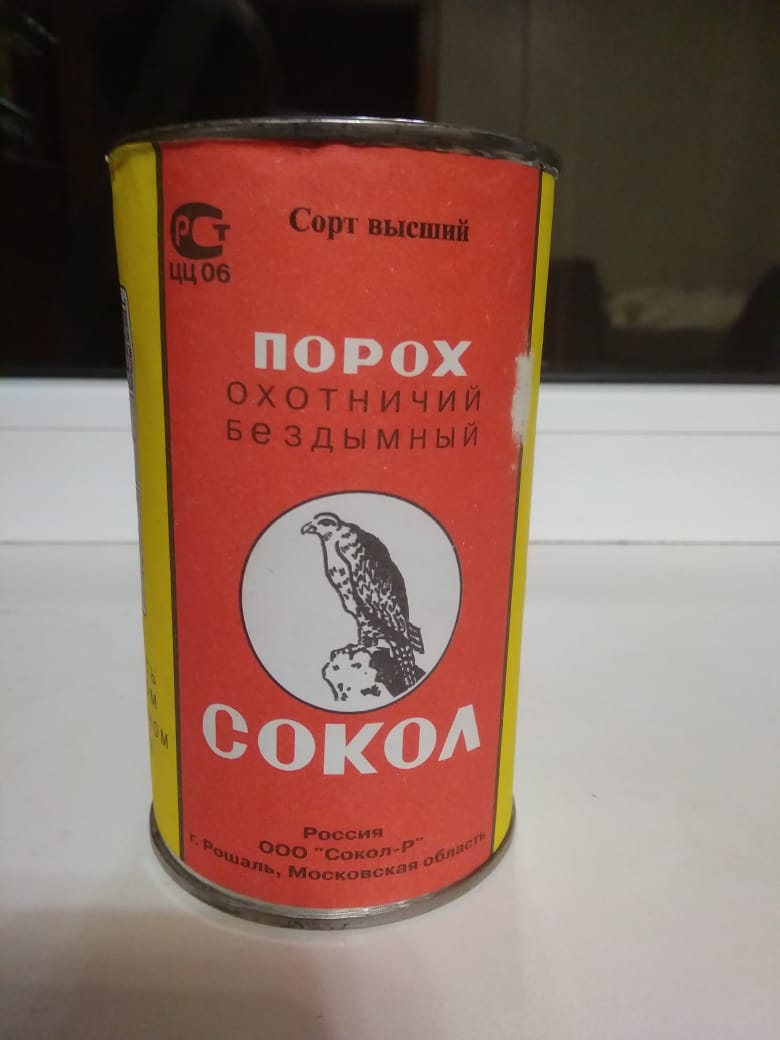 РСТ
ЦЦ 06
Сорт высший
ПОРОХ
ОХОТНИЧИЙ
БеЗДЫМНЫЙ
СОКОЛ
Россия
ООО "Сокол-Р"
г. Рошаль, Московская область